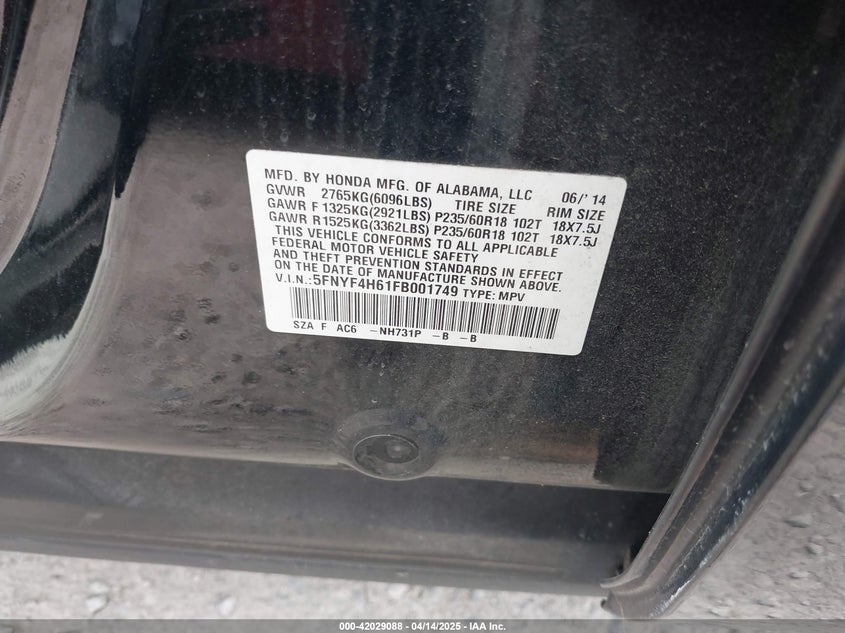 MFD. BY HONDA MFG. OF ALABAMA, LLC 06/'14
GVWR 2765KG(6096LBS) TIRE SIZE RIM SIZE
GAWR F 1325KG(2921LBS) P235/60R18 102T 18X7.5J
GAWR R1525KG(3362LBS) P235/60R18 102T 18X7.5J
THIS VEHICLE CONFORMS TO ALL APPLICABLE
FEDERAL MOTOR VEHICLE SAFETY
AND THEFT PREVENTION STANDARDS IN EFFECT
ON THE DATE OF MANUFACTURE SHOWN ABOVE.
V.I.N.:5FNYF4H61FB001749 TYPE: MPV
SZA F AC6 -NH731P -B -B
000-42029088 - 04/14/2025 - IAA Inc.